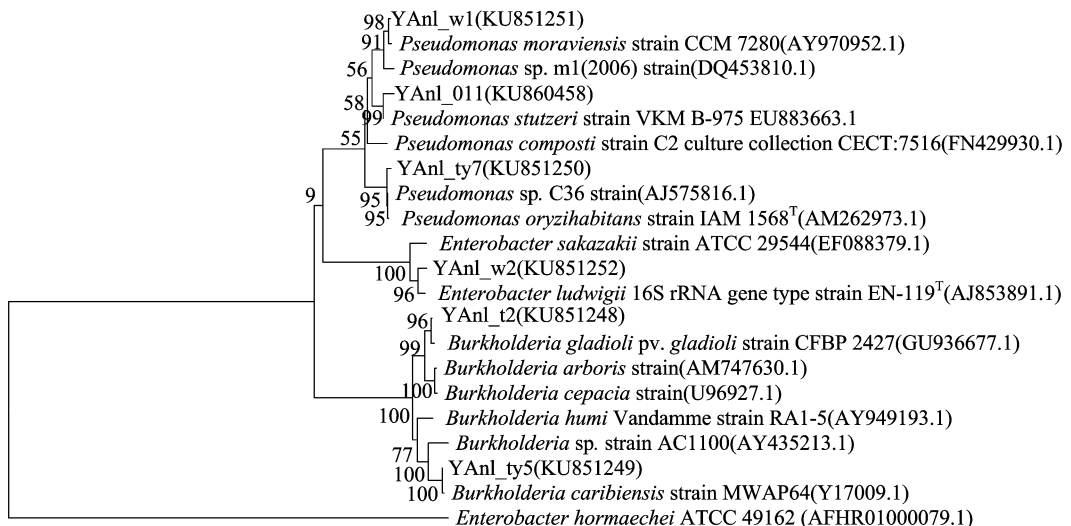 98 YAnl_w1(KU851251)
91 Pseudomonas moraviensis strain CCM 7280(AY970952.1)
56 Pseudomonas sp. m1(2006) strain(DQ453810.1)
58 YAnl_011(KU860458)
99 Pseudomonas stutzeri strain VKM B-975 EU883663.1
55 Pseudomonas composti strain C2 culture collection CECT:7516(FN429930.1)
YAnl_ty7(KU851250)
9 95 Pseudomonas sp. C36 strain(AJ575816.1)
95 Pseudomonas oryzihabitans strain IAM 1568T(AM262973.1)
Enterobacter sakazakii strain ATCC 29544(EF088379.1)
100 YAnl_w2(KU851252)
96 Enterobacter ludwigii 16S rRNA gene type strain EN-119T(AJ853891.1)
96 YAnl_t2(KU851248)
99 Burkholderia gladioli pv. gladioli strain CFBP 2427(GU936677.1)
Burkholderia arboris strain(AM747630.1)
100 Burkholderia cepacia strain(U96927.1)
100 Burkholderia humi Vandamme strain RA1-5(AY949193.1)
77 Burkholderia sp. strain AC1100(AY435213.1)
100 YAnl_ty5(KU851249)
100 Burkholderia caribiensis strain MWAP64(Y17009.1)
Enterobacter hormaechei ATCC 49162 (AFHR01000079.1)